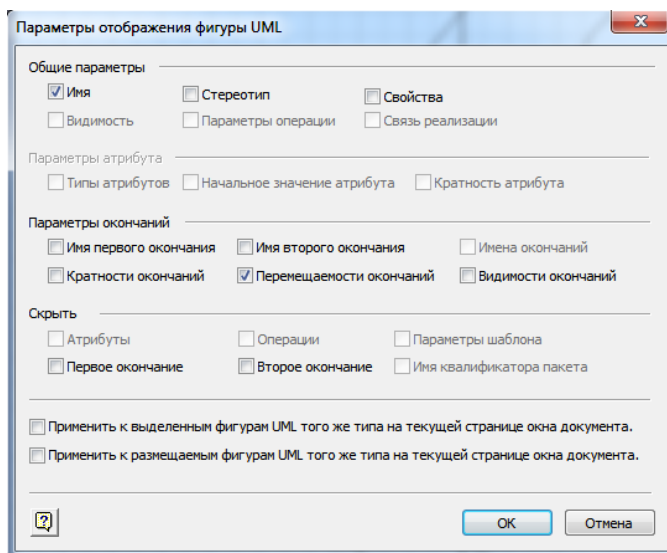 Параметры отображения фигуры UML
Общие параметры
Имя Стереотип Свойства
Видимость Параметры операции Связь реализации
Параметры атрибута
Типы атрибутов Начальное значение атрибута Кратность атрибута
Параметры окончаний
Имя первого окончания Имя второго окончания Имена окончаний
Кратности окончаний Перемещаемости окончаний Видимости окончаний
Скрыть
Атрибуты Операции Параметры шаблона
Первое окончание Второе окончание Имя квалификатора пакета
Применить к выделенным фигурам UML того же типа на текущей странице окна документа.
Применить к размещаемым фигурам UML того же типа на текущей странице окна документа.
ОК Отмена